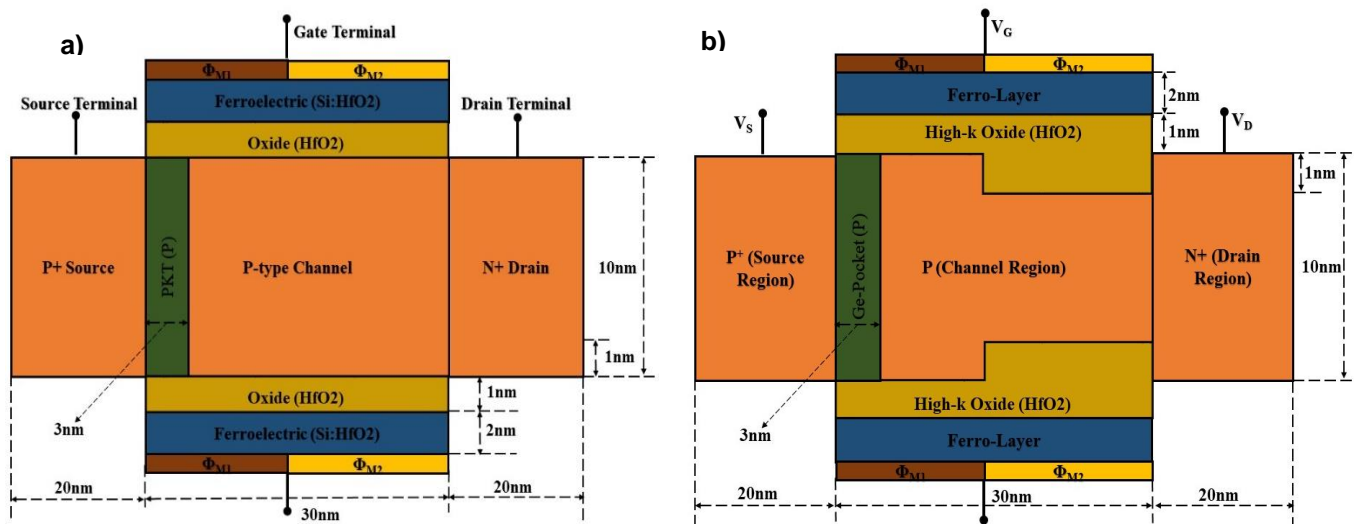 a)
Gate Terminal
ΦM1
ΦM2
Ferroelectric (Si:HfO2)
Source Terminal
Drain Terminal
Oxide (HfO2)
P+ Source
PKT (P)
P-type Channel
N+ Drain
10nm
1nm
Oxide (HfO2)
1nm
Ferroelectric (Si:HfO2)
2nm
3nm
ΦM1
ΦM2
20nm
30nm
20nm
b)
VG
ΦM1
ΦM2
Ferro-Layer
2nm
VS
High-k Oxide (HfO2)
1nm
VD
1nm
P+ (Source
Region)
Ge-Pocket (P)
P (Channel Region)
N+ (Drain
Region)
10nm
High-k Oxide (HfO2)
3nm
Ferro-Layer
ΦM1
ΦM2
20nm
30nm
20nm